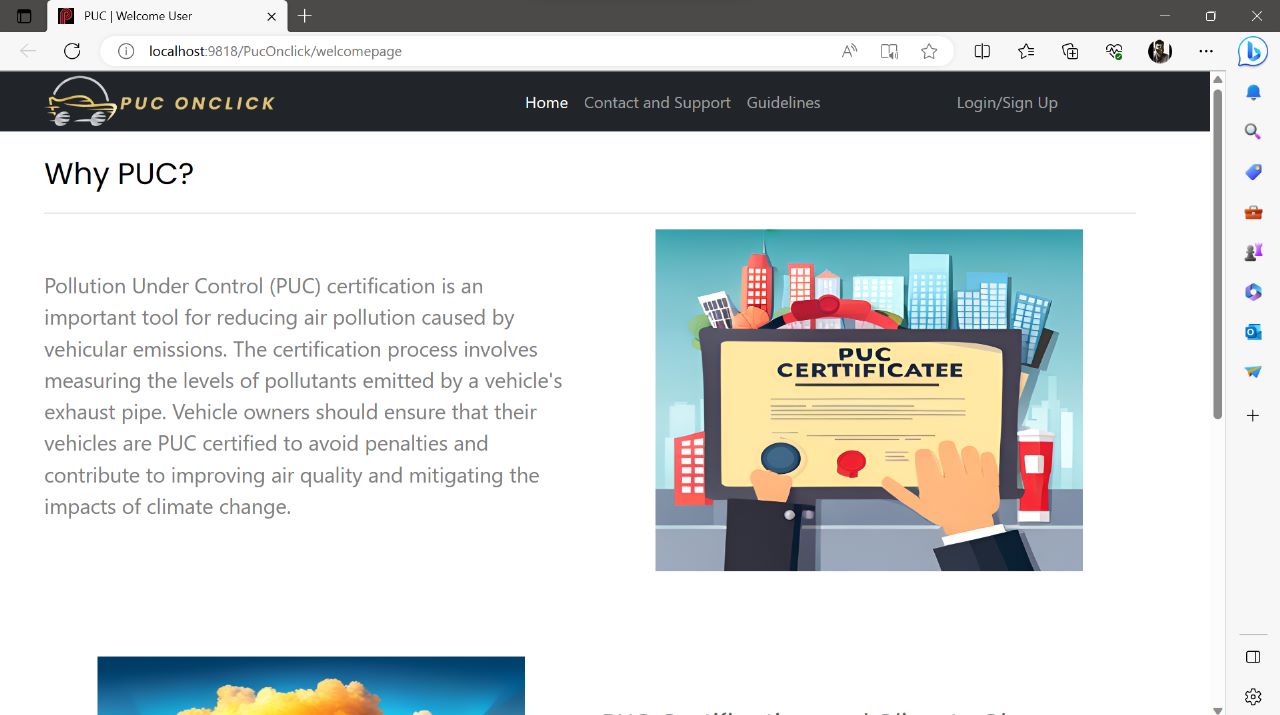 PUC | Welcome User
localhost:9818/PucOnclick/welcomepage
PUC ONCLICK
Home Contact and Support Guidelines Login/Sign Up
Why PUC?
Pollution Under Control (PUC) certification is an
important tool for reducing air pollution caused by
vehicular emissions. The certification process involves
measuring the levels of pollutants emitted by a vehicle's
exhaust pipe. Vehicle owners should ensure that their
vehicles are PUC certified to avoid penalties and
contribute to improving air quality and mitigating the
impacts of climate change.
PUC
CERTTIFICATEE